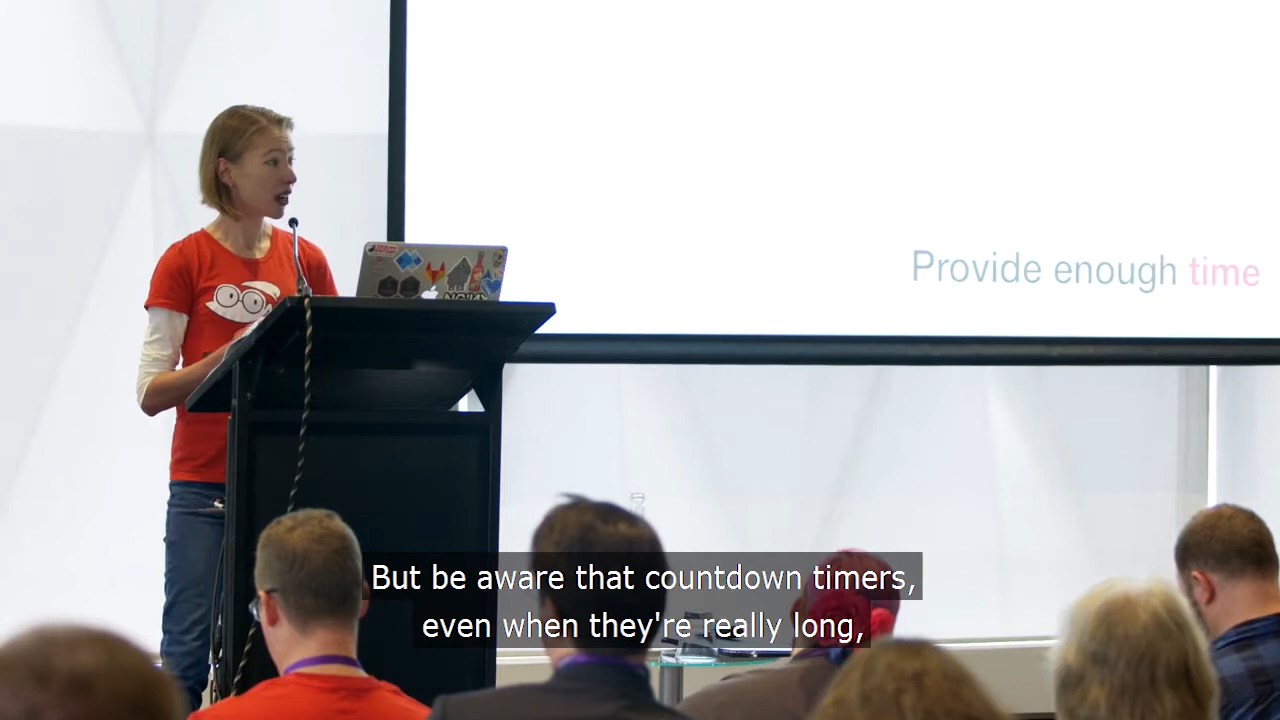 Provide enough time
But be aware that countdown timers,
even when they're really long,